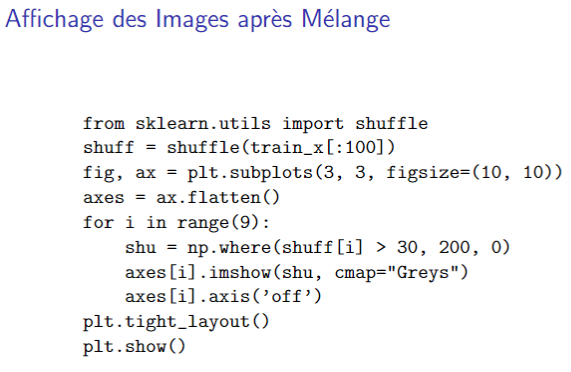 Affichage des Images après Mélange
from sklearn.utils import shuffle
shuff = shuffle(train_x[:100])
fig, ax = plt.subplots(3, 3, figsize=(10, 10))
axes = ax.flatten()
for i in range(9):
    shu = np.where(shuff[i] > 30, 200, 0)
    axes[i].imshow(shu, cmap="Greys")
    axes[i].axis(’off’)
plt.tight_layout()
plt.show()